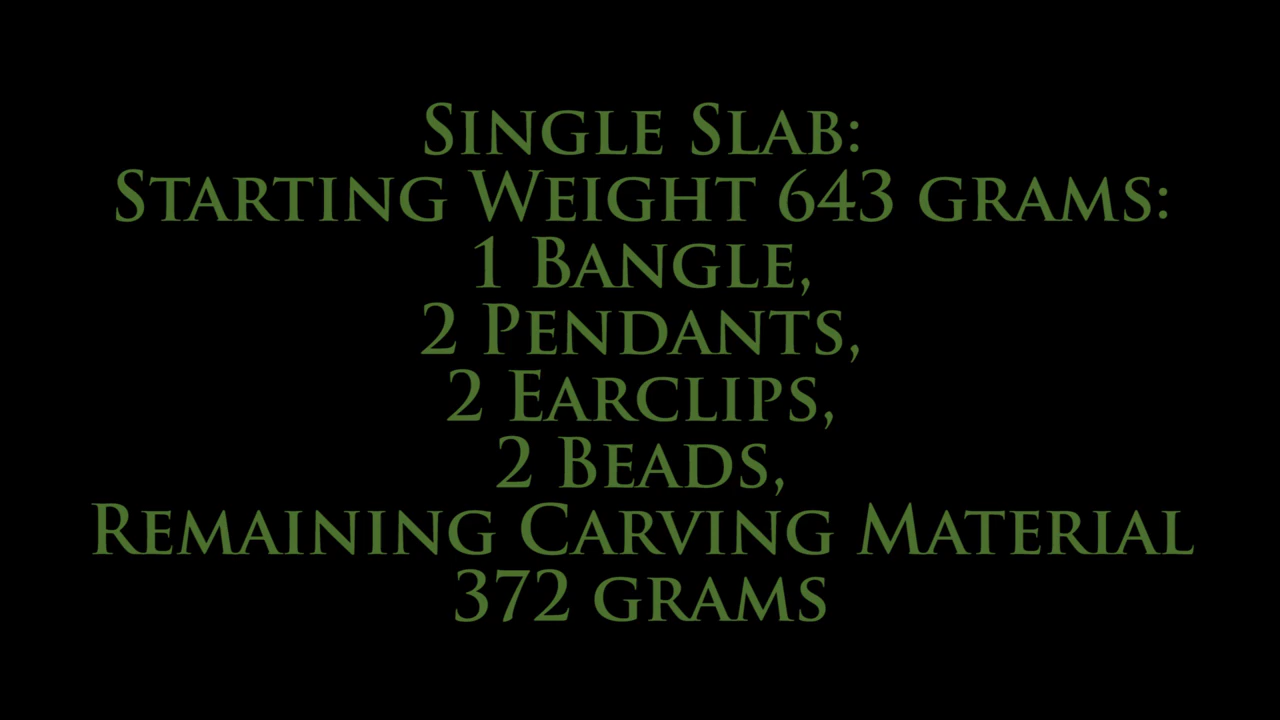 Single Slab:
Starting Weight 643 grams:
1 Bangle,
2 Pendants,
2 Earclips,
2 Beads,
Remaining Carving Material
372 grams